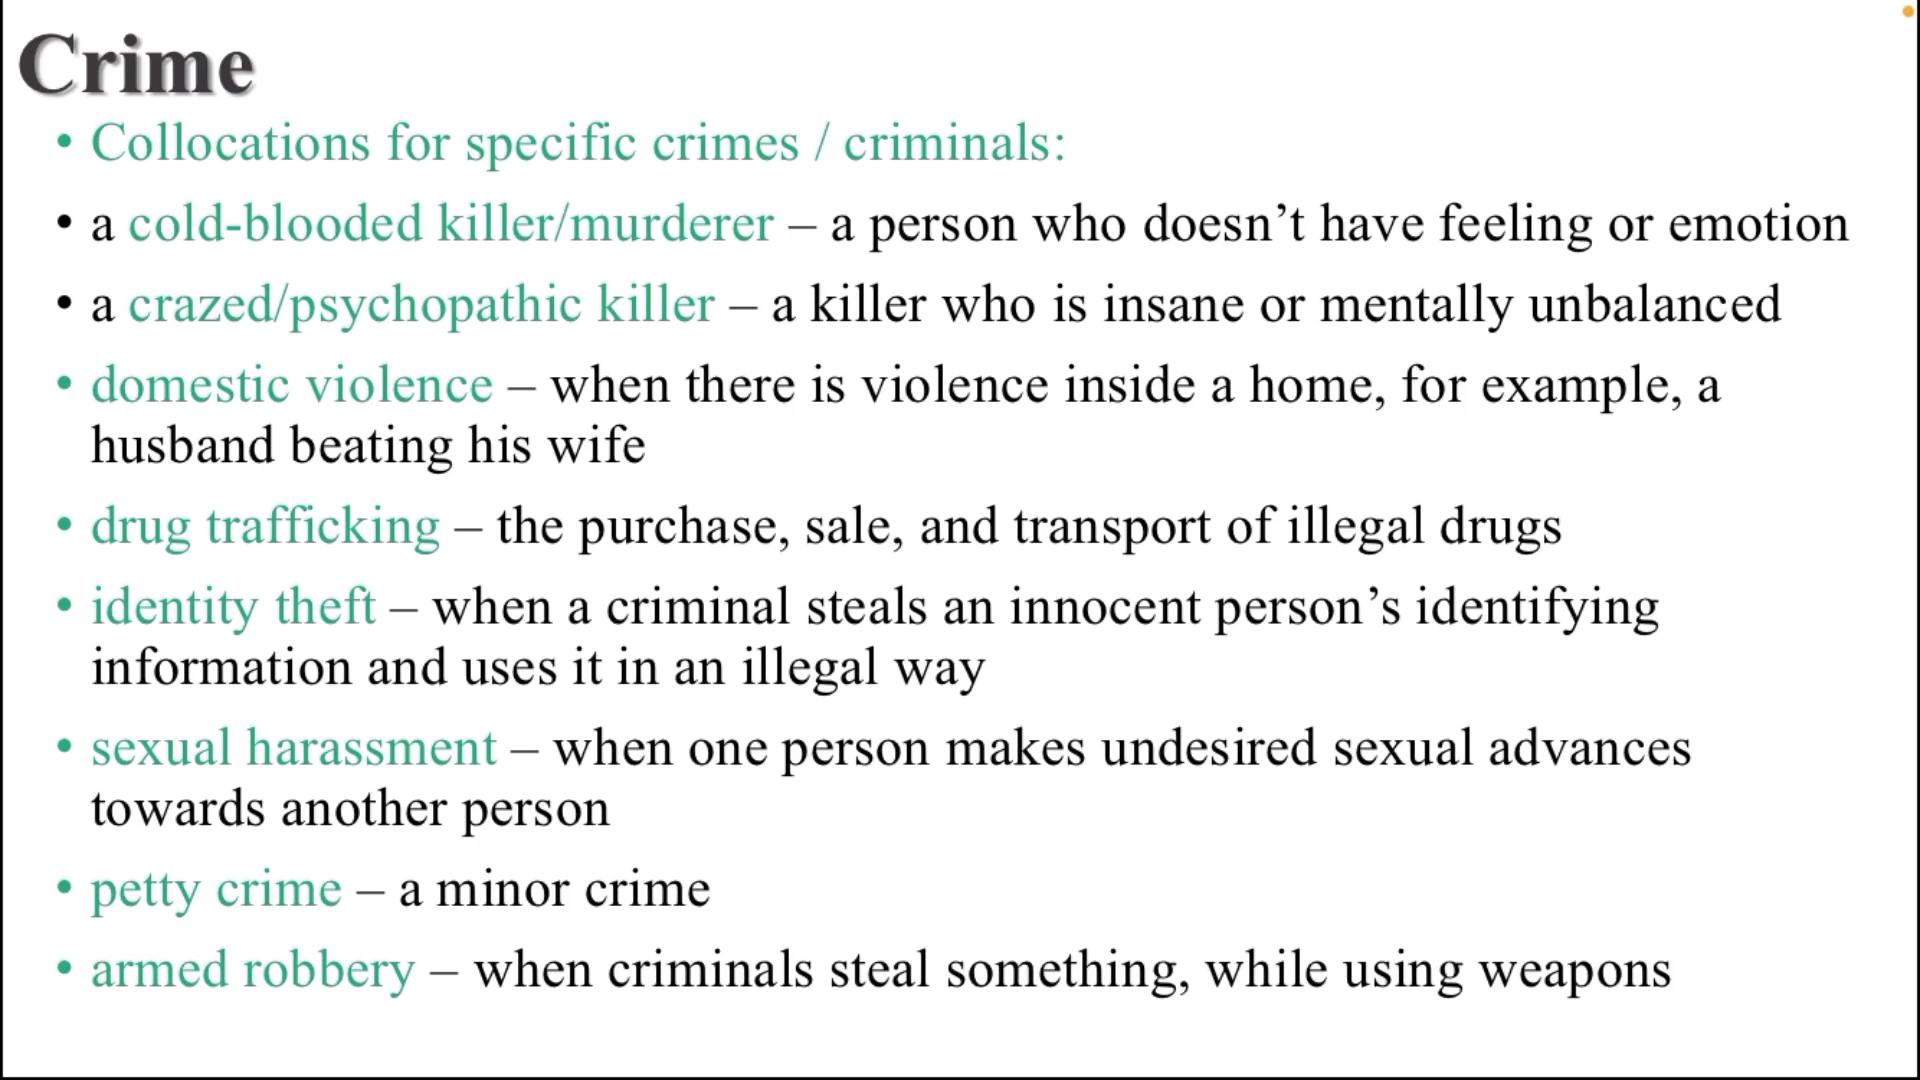 Crime
• Collocations for specific crimes / criminals:
• a cold-blooded killer/murderer – a person who doesn’t have feeling or emotion
• a crazed/psychopathic killer – a killer who is insane or mentally unbalanced
• domestic violence – when there is violence inside a home, for example, a
husband beating his wife
• drug trafficking – the purchase, sale, and transport of illegal drugs
• identity theft – when a criminal steals an innocent person’s identifying
information and uses it in an illegal way
• sexual harassment – when one person makes undesired sexual advances
towards another person
• petty crime – a minor crime
• armed robbery – when criminals steal something, while using weapons